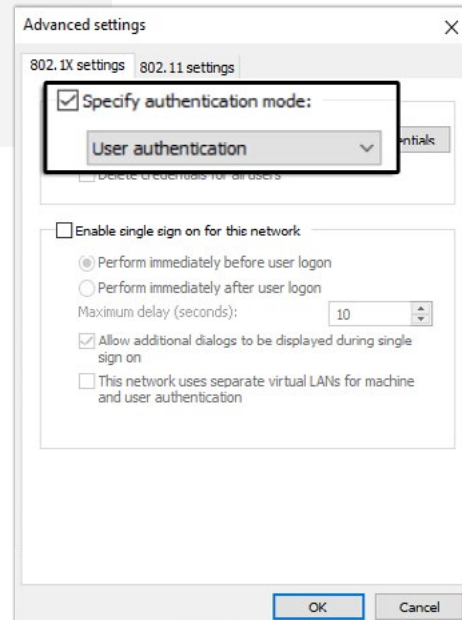 Advanced settings
802.1X settings 802.11 settings
Specify authentication mode:
User authentication
Delete credentials for all users
Enable single sign on for this network
Perform immediately before user logon
Perform immediately after user logon
Maximum delay (seconds): 10
Allow additional dialogs to be displayed during single
sign on
This network uses separate virtual LANs for machine
and user authentication
OK Cancel